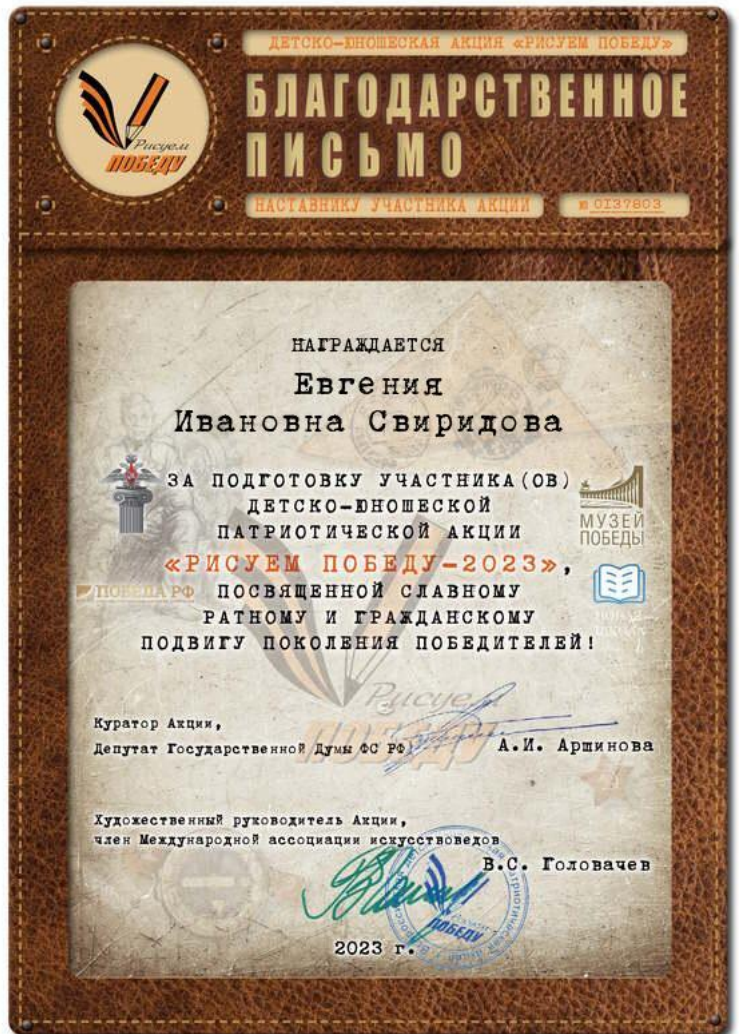 ДЕТСКО-ЮНОШЕСКАЯ АКЦИЯ «РИСУЕМ ПОБЕДУ»
БЛАГОДАРСТВЕННОЕ
ПИСЬМО
Рисуем
ПОБЕДУ
НАСТАВНИКУ УЧАСТНИКА АКЦИИ
№ 0137803
НАГРАЖДАЕТСЯ
Евгения
Ивановна Свиридова
ЗА ПОДГОТОВКУ УЧАСТНИКА(ОВ)
ДЕТСКО-ЮНОШЕСКОЙ
ПАТРИОТИЧЕСКОЙ АКЦИИ
«РИСУЕМ ПОБЕДУ-2023»,
ПОСВЯЩЕННОЙ СЛАВНОМУ
РАТНОМУ И ГРАЖДАНСКОМУ
ПОДВИГУ ПОКОЛЕНИЯ ПОБЕДИТЕЛЕЙ!
МУЗЕЙ
ПОБЕДЫ
ПОБЕДА РФ
Рисуем
ПОБЕДУ
Куратор Акции,
Депутат Государственной Думы ФС РФ
А.И. Аршинова
Художественный руководитель Акции,
член Международной ассоциации искусствоведов
В.С. Головачев
ПОБЕДУ
2023 г.